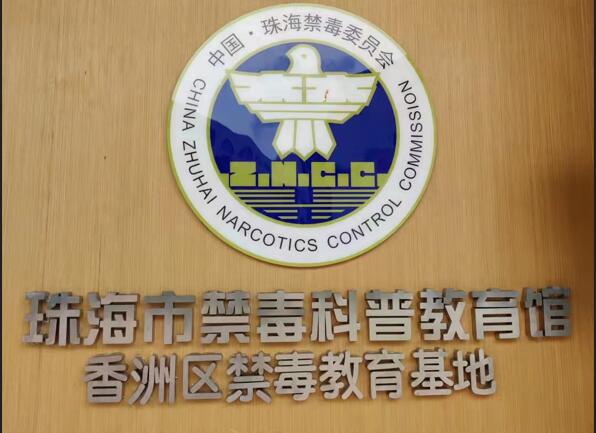 中国·珠海禁毒委员会
Z.N.C.C.
CHINA ZHUHAI NARCOTICS CONTROL COMMISSION
珠海市禁毒科普教育馆
香洲区禁毒教育基地